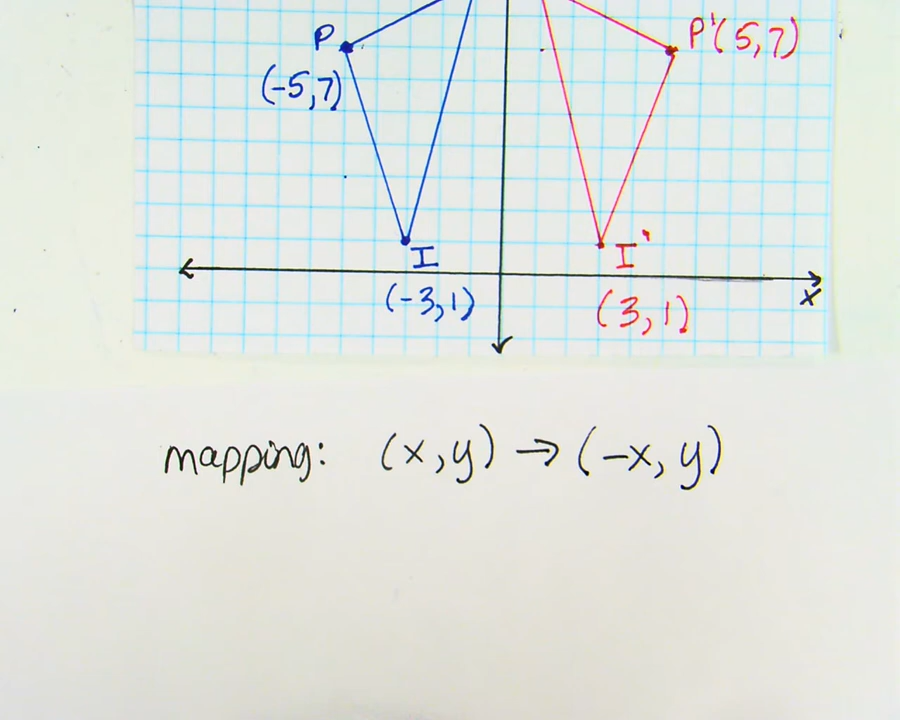 P
P'(5,7)
(-5,7)
I
I'
(-3,1)
(3,1)
x
mapping: (x,y) → (-x, y)